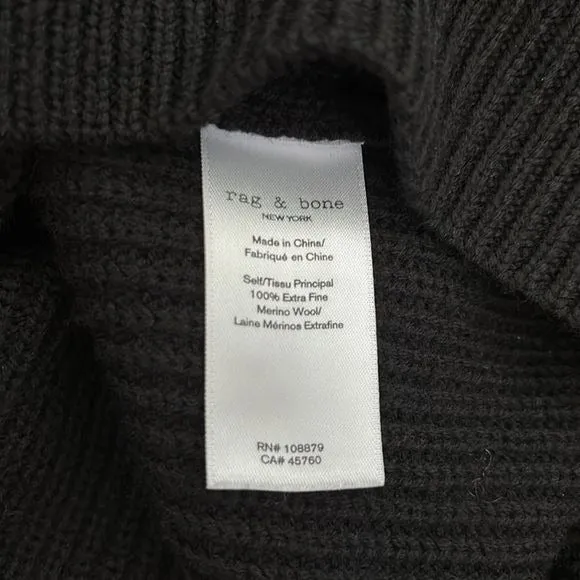 rag & bone
NEW YORK
Made in China/
Fabriqué en Chine
Self/Tissu Principal
100% Extra Fine
Merino Wool/
Laine Mérinos Extrafine
RN# 108879
CA# 45760